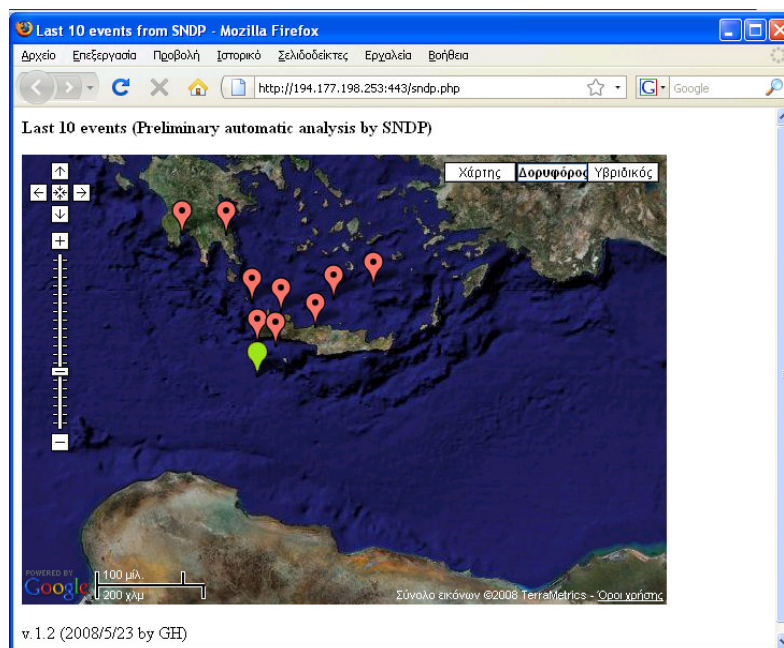 Last 10 events from SNDP - Mozilla Firefox
Αρχείο Επεξεργασία Προβολή Ιστορικό Σελιδοδείκτες Εργαλεία Βοήθεια
http://194.177.198.253:443/sndp.php G Google
Last 10 events (Preliminary automatic analysis by SNDP)
Χάρτης Δορυφόρος Υβριδικός
POWERED BY
Google
100 μίλ.
200 χλμ
Σύνολο εικόνων ©2008 TerraMetrics - Όροι χρήσης
v.1.2 (2008/5/23 by GH)